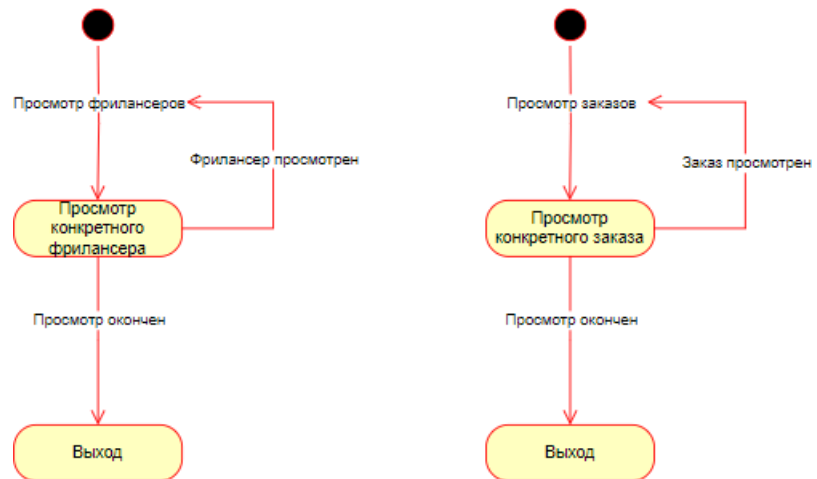 Просмотр фрилансеров
Фрилансер просмотрен
Просмотр
конкретного
фрилансера
Просмотр окончен
Выход
Просмотр заказов
Заказ просмотрен
Просмотр
конкретного заказа
Просмотр окончен
Выход